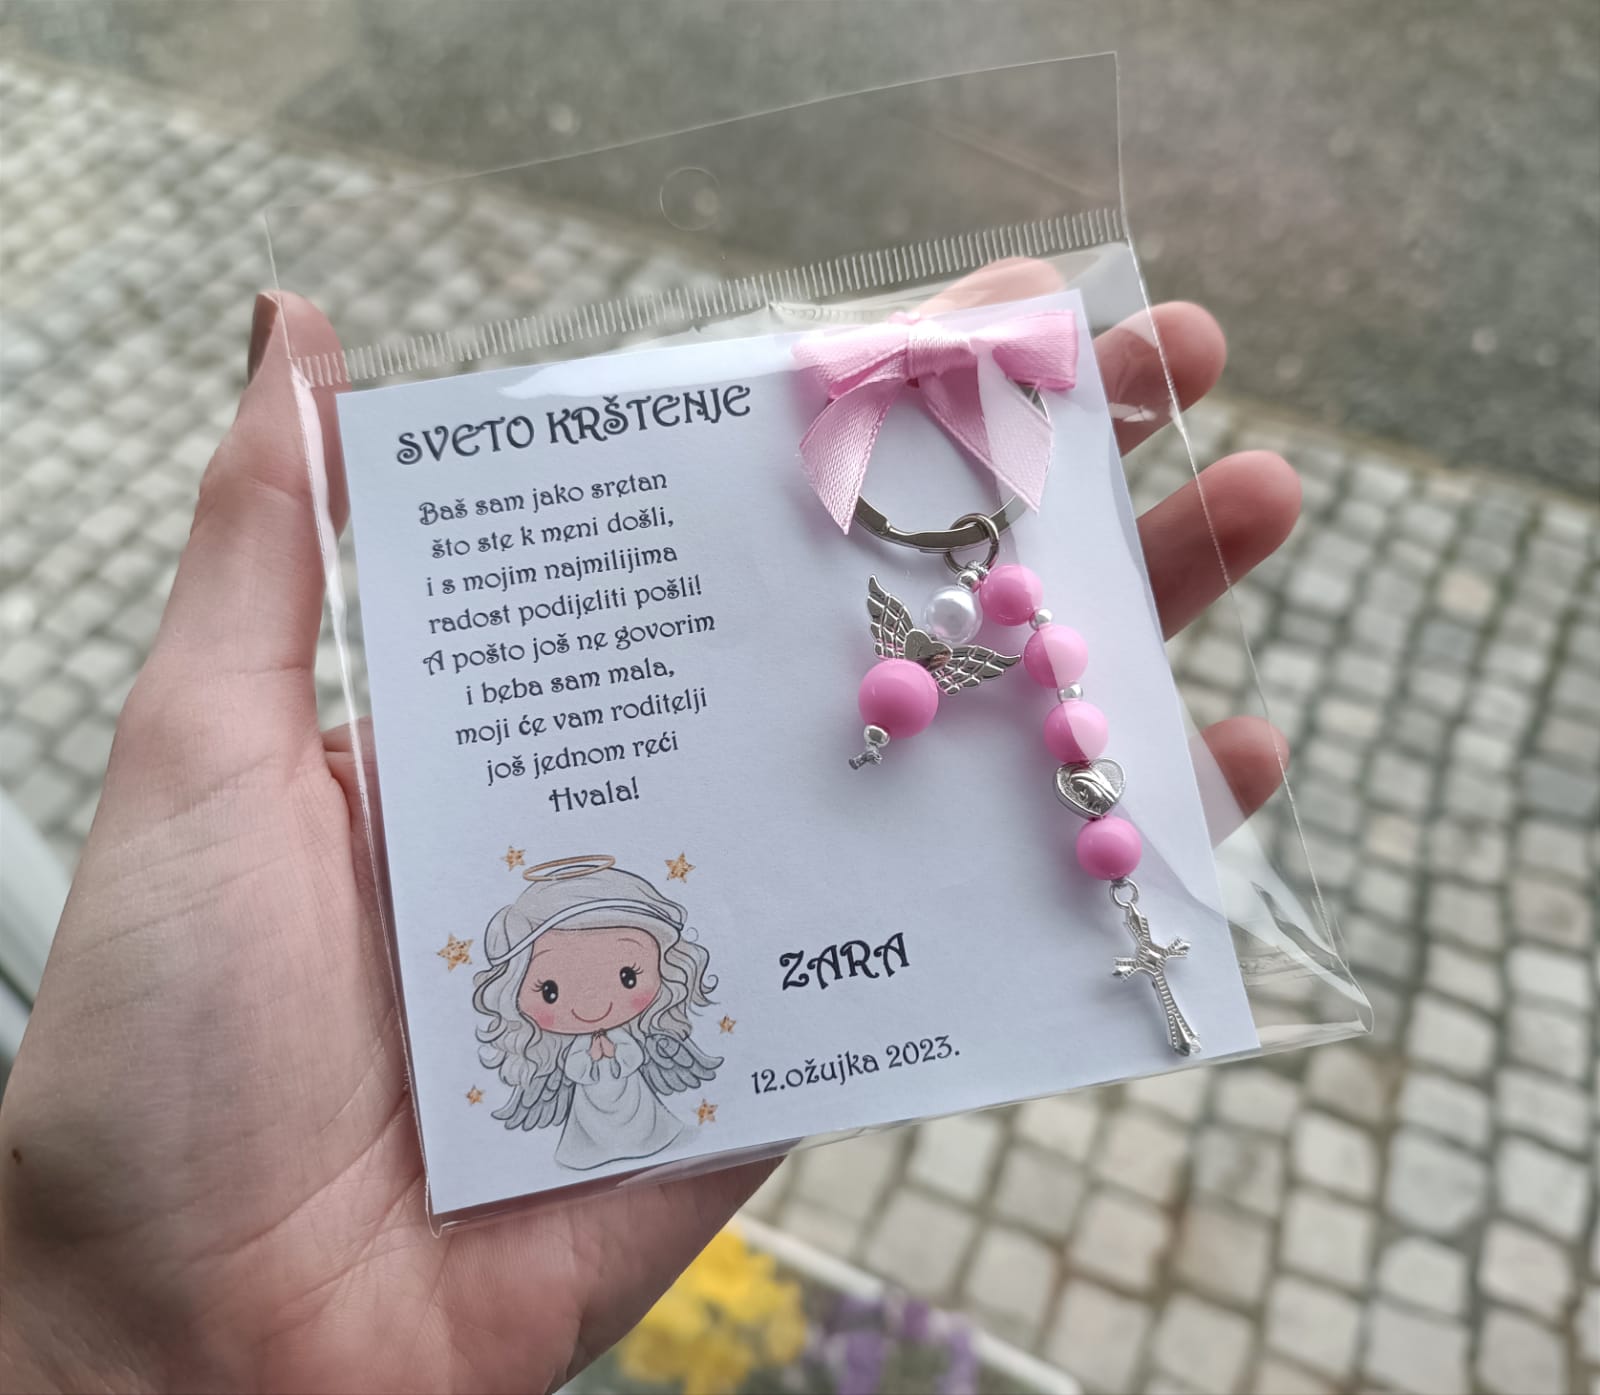 SVETO KRŠTENJE
Baš sam jako sretan
što ste k meni došli,
i s mojim najmilijima
radost podijeliti pošli!
A pošto još ne govorim
i beba sam mala,
moji će vam roditelji
još jednom reći
Hvala!
ZARA
12.ožujka 2023.